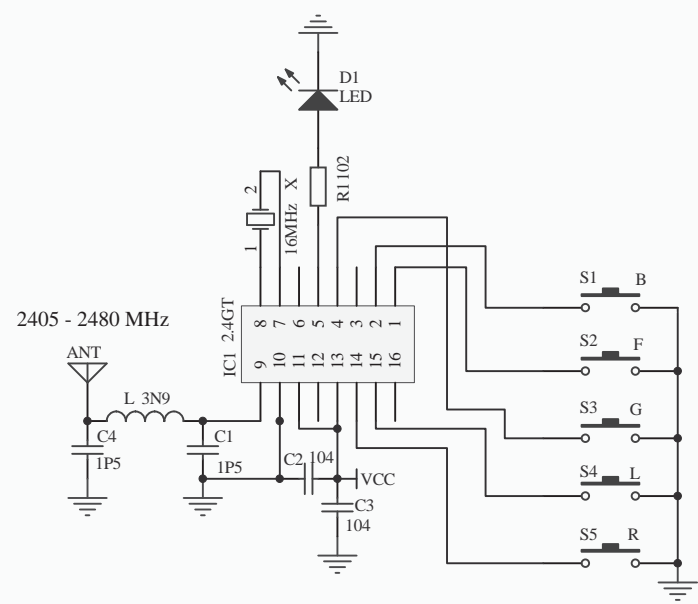 D1
LED
R1 102
2
X
16MHz
1
2405 - 2480 MHz
ANT
IC1 2.4GT
8 7 6 5 4 3 2 1
9 10 11 12 13 14 15 16
S1 B
S2 F
S3 G
S4 L
S5 R
L 3N9
C4
1P5
C1
1P5
C2 104
VCC
C3
104